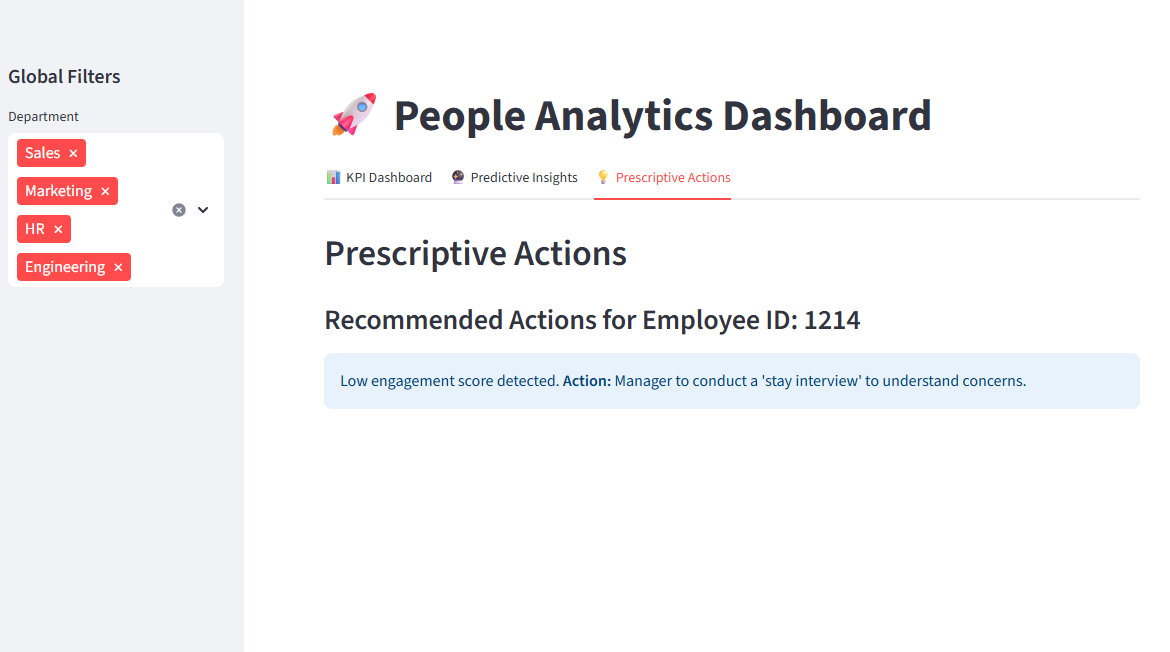 Global Filters
Department
Sales ×
Marketing ×
HR ×
Engineering ×
🚀 People Analytics Dashboard
📊 KPI Dashboard 🔮 Predictive Insights 💡 Prescriptive Actions
Prescriptive Actions
Recommended Actions for Employee ID: 1214
Low engagement score detected. Action: Manager to conduct a 'stay interview' to understand concerns.